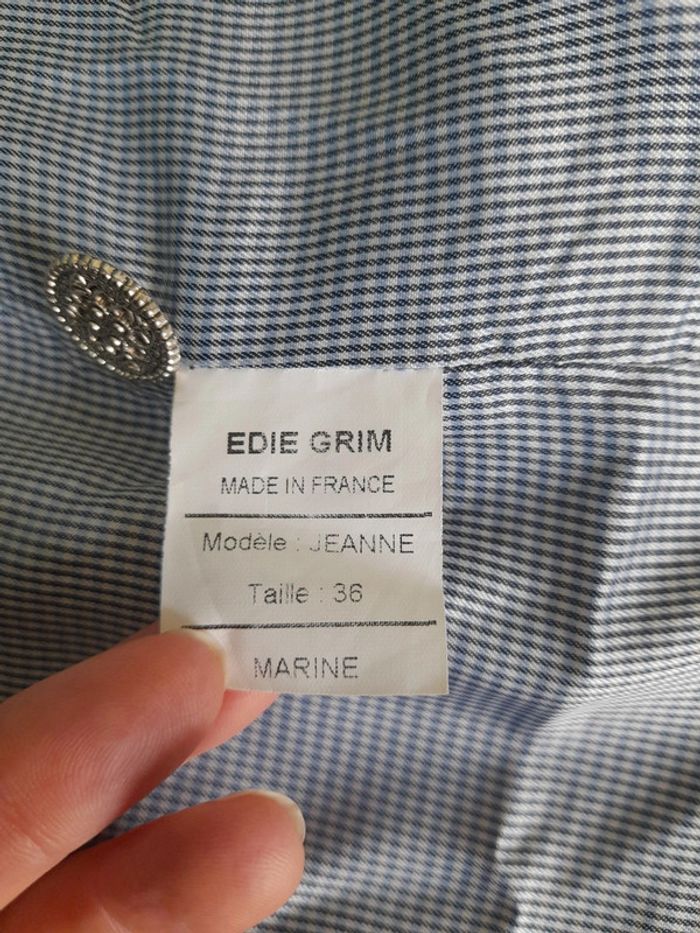 EDIE GRIM
MADE IN FRANCE
Modèle : JEANNE
Taille : 36
MARINE